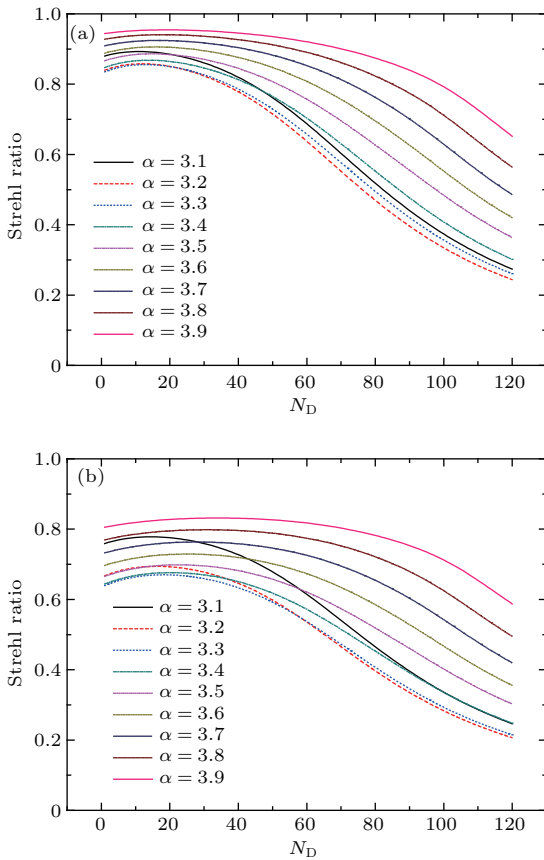 (a)
1.0
0.8
0.6
0.4
0.2
0
Strehl ratio
α = 3.1
α = 3.2
α = 3.3
α = 3.4
α = 3.5
α = 3.6
α = 3.7
α = 3.8
α = 3.9
0 20 40 60 80 100 120
N_D
(b)
1.0
0.8
0.6
0.4
0.2
0
Strehl ratio
α = 3.1
α = 3.2
α = 3.3
α = 3.4
α = 3.5
α = 3.6
α = 3.7
α = 3.8
α = 3.9
0 20 40 60 80 100 120
N_D